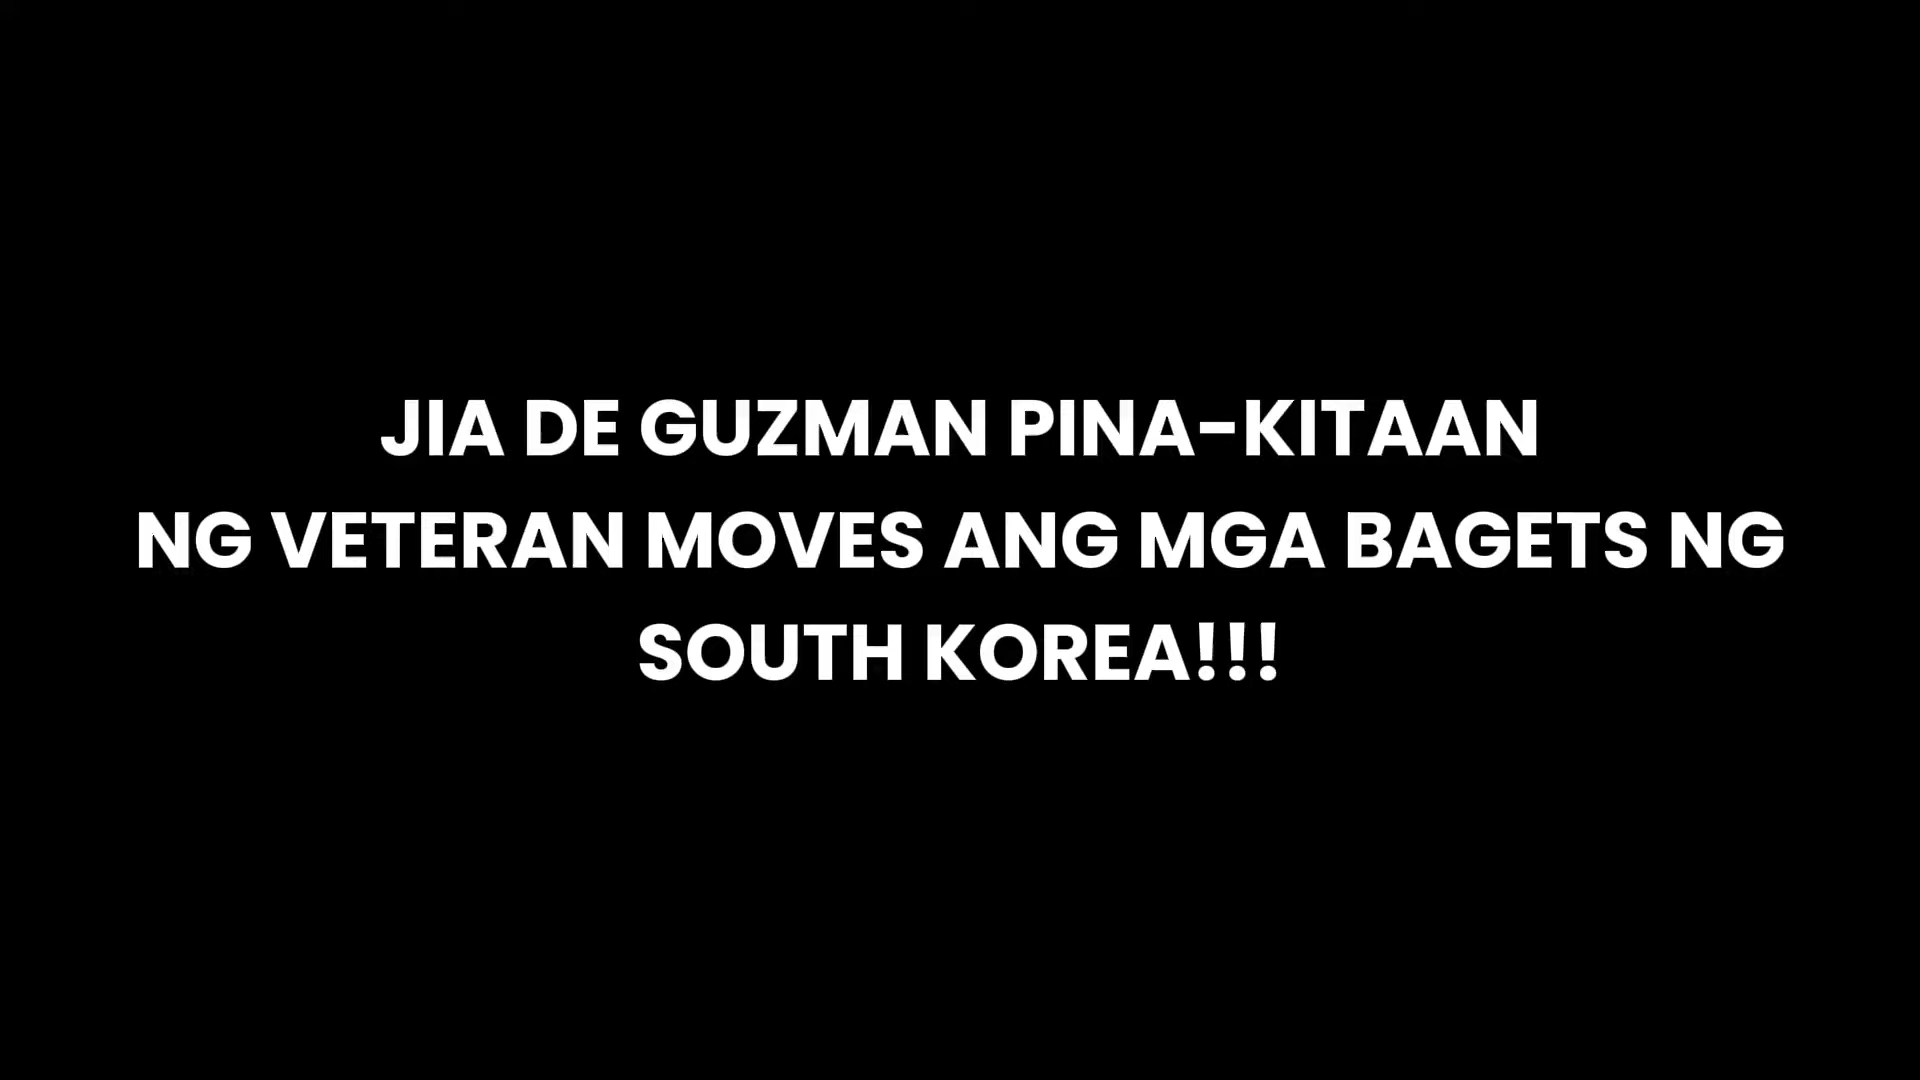 JIA DE GUZMAN PINA-KITAAN
NG VETERAN MOVES ANG MGA BAGETS NG
SOUTH KOREA!!!